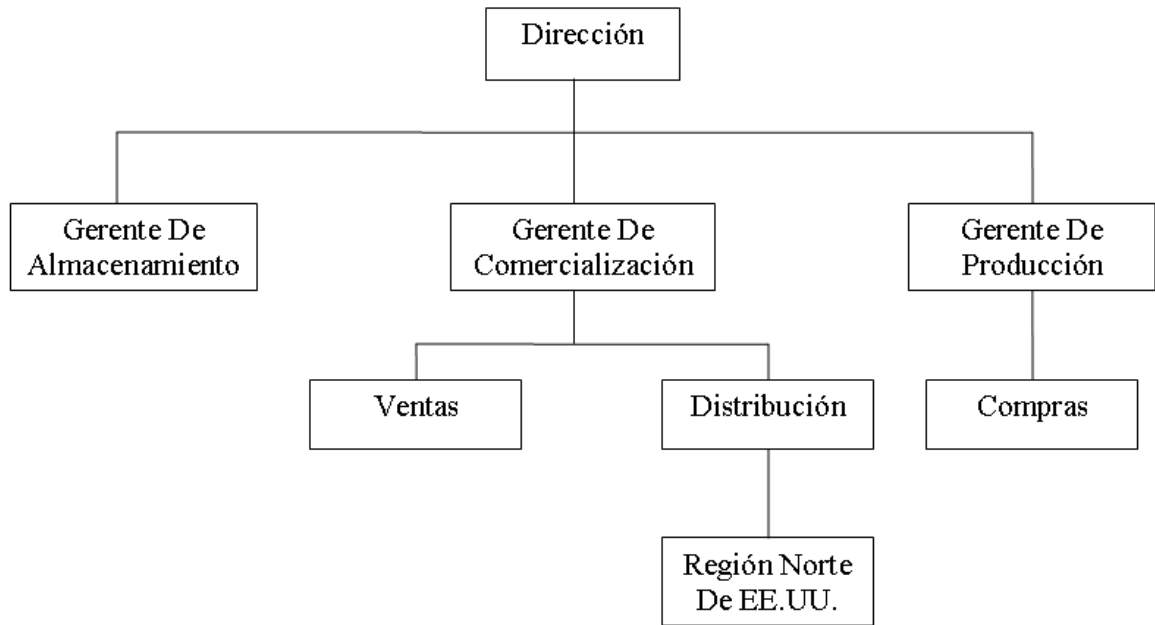 Dirección
Gerente De
Almacenamiento
Gerente De
Comercialización
Gerente De
Producción
Ventas
Distribución
Compras
Región Norte
De EE.UU.